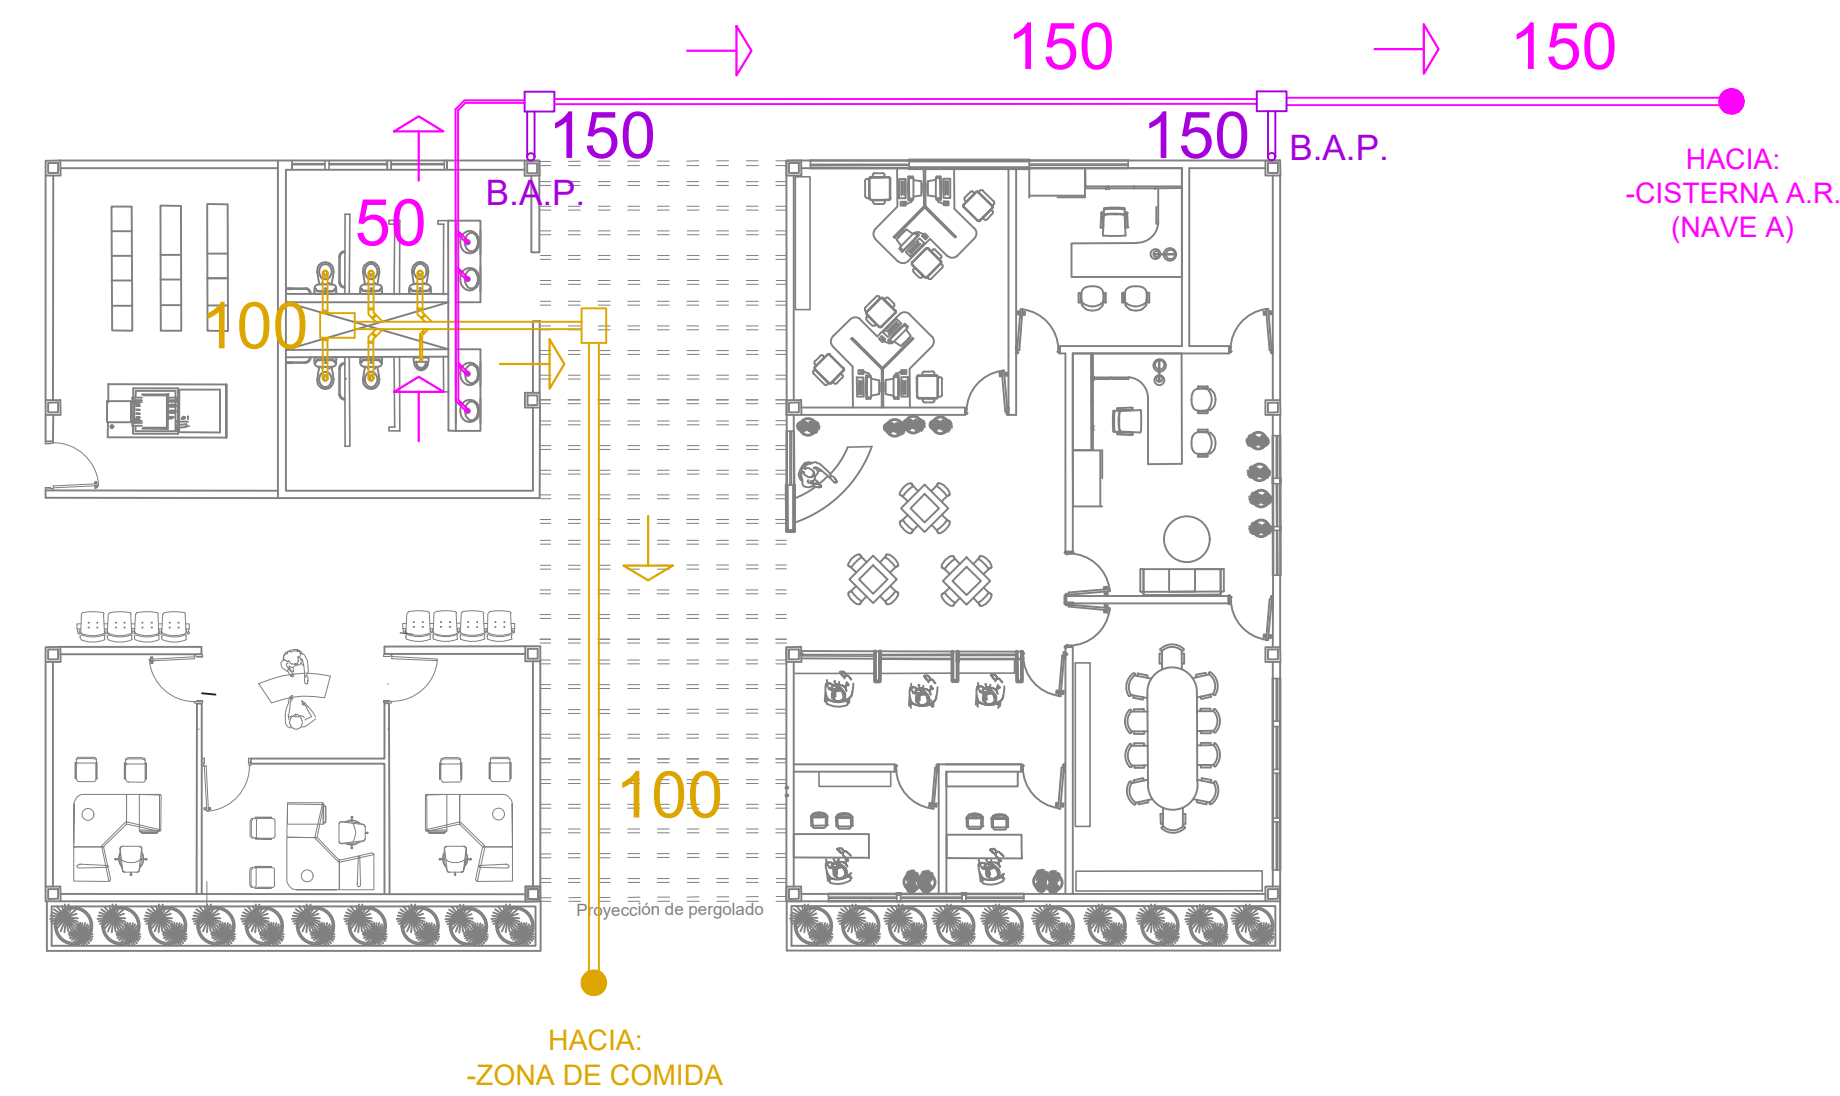 150
150
150
150
B.A.P.
HACIA:
-CISTERNA A.R.
(NAVE A)
B.A.P.
50
100
100
Proyección de pergolado
HACIA:
-ZONA DE COMIDA